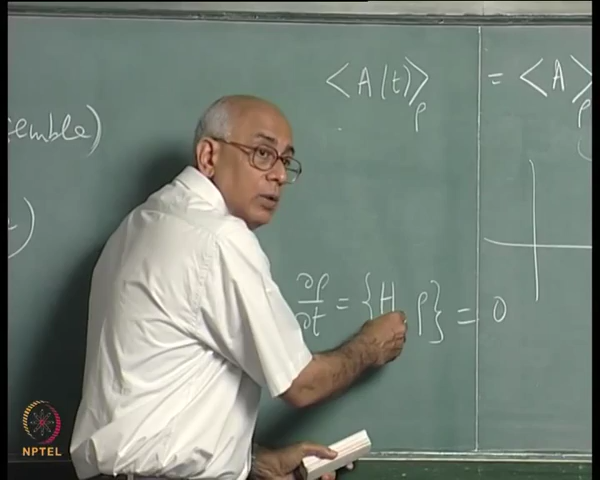 ⟨A(t)⟩ρ = ⟨A⟩ρ
emble)
)
∂ρ/∂t = {H ρ} = 0
NPTEL